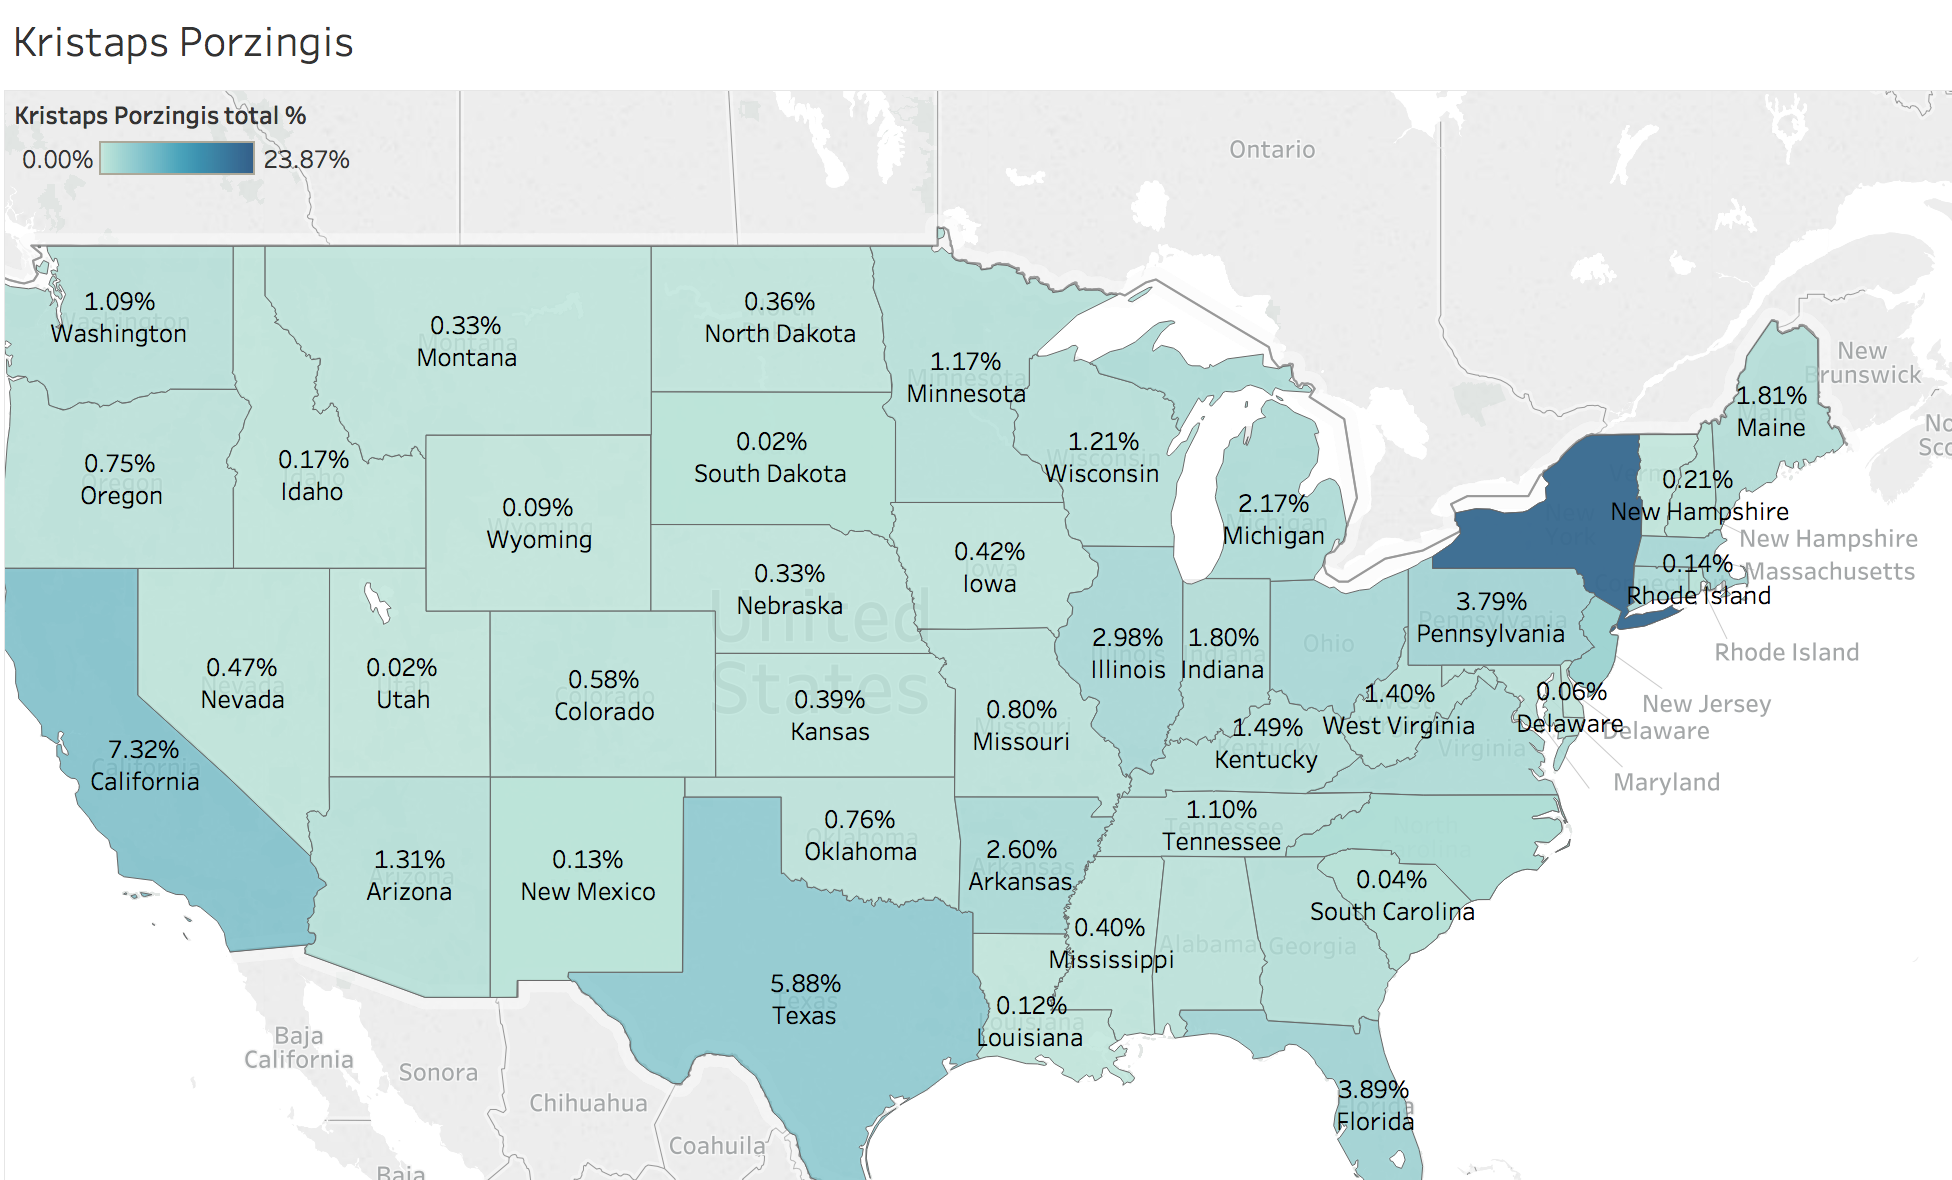 Kristaps Porzingis
Kristaps Porzingis total %
0.00%
23.87%
Ontario
1.09%
Washington
0.33%
Montana
0.36%
North Dakota
1.17%
Minnesota
New
Brunswick
1.81%
Maine
0.75%
Oregon
0.17%
Idaho
0.02%
South Dakota
1.21%
Wisconsin
0.09%
Wyoming
2.17%
Michigan
New
York
0.21%
New Hampshire
New Hampshire
0.42%
Iowa
0.33%
Nebraska
0.14%
Rhode Island
Massachusetts
3.79%
Pennsylvania
United
States
2.98%
Illinois
1.80%
Indiana
Ohio
Rhode Island
0.47%
Nevada
0.02%
Utah
0.58%
Colorado
0.39%
Kansas
0.80%
Missouri
1.40%
West Virginia
0.06%
Delaware
New Jersey
Delaware
1.49%
Kentucky
Virginia
Maryland
7.32%
California
0.76%
Oklahoma
1.10%
Tennessee
North
Carolina
1.31%
Arizona
0.13%
New Mexico
2.60%
Arkansas
0.04%
South Carolina
0.40%
Mississippi
Alabama
Georgia
5.88%
Texas
0.12%
Louisiana
3.89%
Florida
Baja
California
Sonora
Chihuahua
Coahuila
Baja